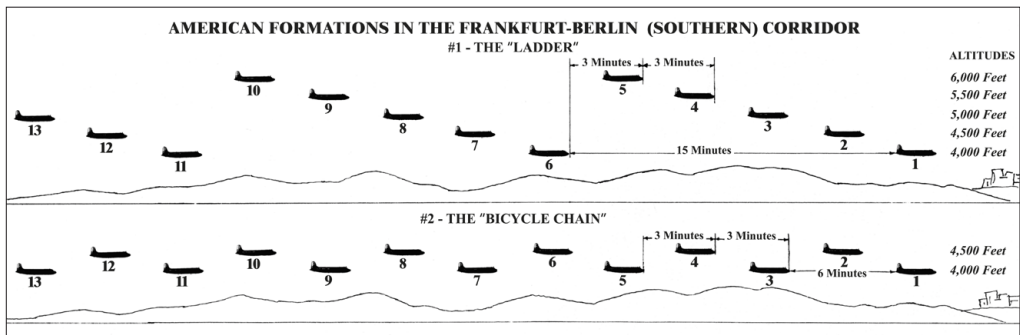 AMERICAN FORMATIONS IN THE FRANKFURT-BERLIN (SOUTHERN) CORRIDOR
#1 - THE "LADDER"
ALTITUDES
3 Minutes 3 Minutes
6,000 Feet
10 5
5,500 Feet
9 4
5,000 Feet
13 8 3
4,500 Feet
12 7 2
15 Minutes
4,000 Feet
11 6 1
#2 - THE "BICYCLE CHAIN"
3 Minutes 3 Minutes
4,500 Feet
12 10 8 6 4 2
4,000 Feet
6 Minutes
13 11 9 7 5 3 1